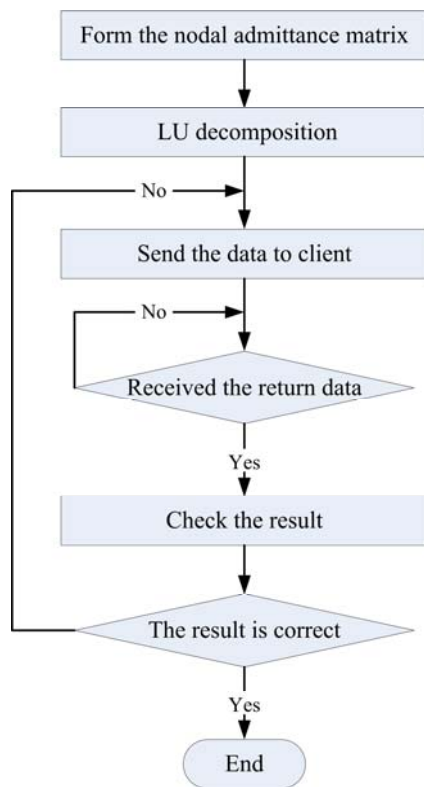 Form the nodal admittance matrix
LU decomposition
No
Send the data to client
No
Received the return data
Yes
Check the result
The result is correct
Yes
End